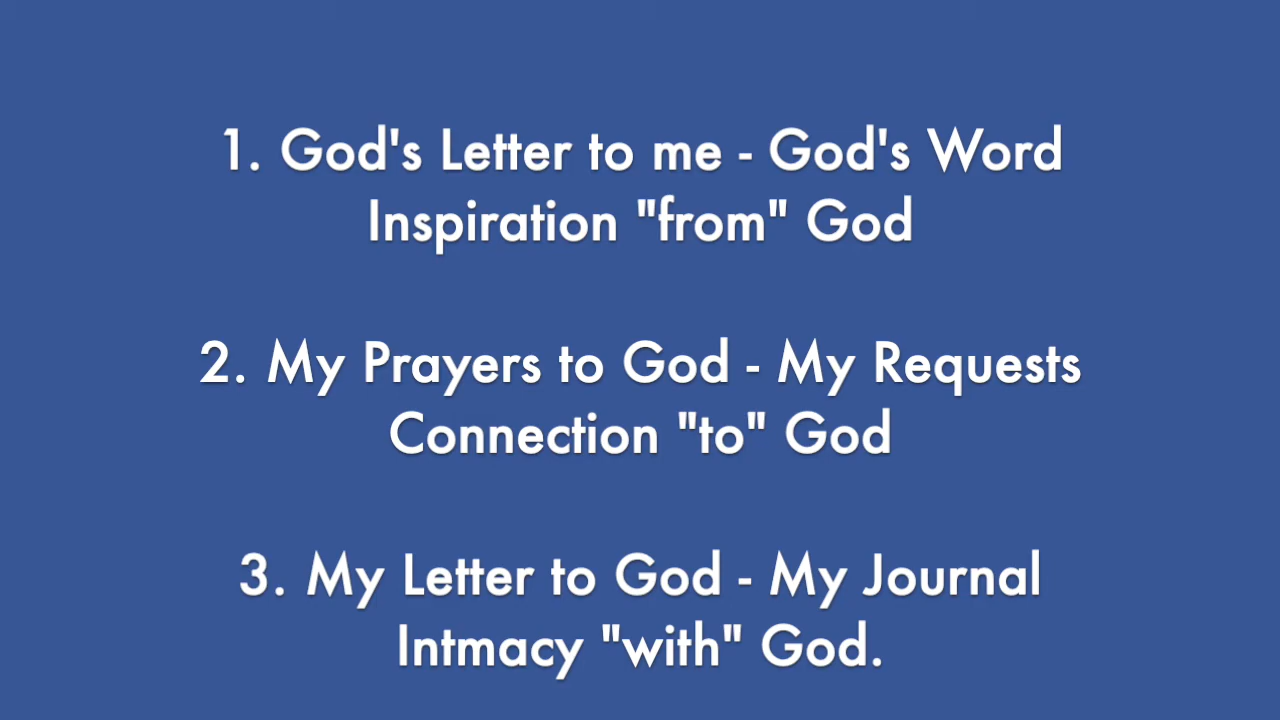 1. God's Letter to me - God's Word
Inspiration "from" God
2. My Prayers to God - My Requests
Connection "to" God
3. My Letter to God - My Journal
Intmacy "with" God.